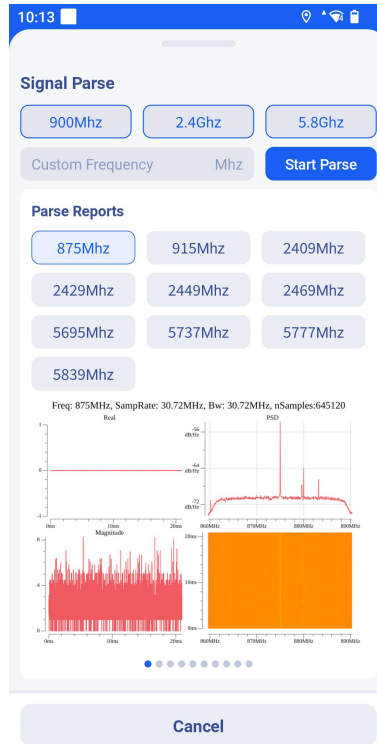 10:13
Signal Parse
900Mhz 2.4Ghz 5.8Ghz
Custom Frequency Mhz Start Parse
Parse Reports
875Mhz 915Mhz 2409Mhz
2429Mhz 2449Mhz 2469Mhz
5695Mhz 5737Mhz 5777Mhz
5839Mhz
Freq: 875MHz, SampRate: 30.72MHz, Bw: 30.72MHz, nSamples:645120
Real PSD
1 -56
dB/Hz
0 -64
dB/Hz
-72
dB/Hz
-1
0ms 10ms 20ms 860MHz 870MHz 880MHz 890MHz
Magnitude
8 20ms
4 10ms
0 0ms
0ms 10ms 20ms 860MHz 870MHz 880MHz 890MHz
Cancel